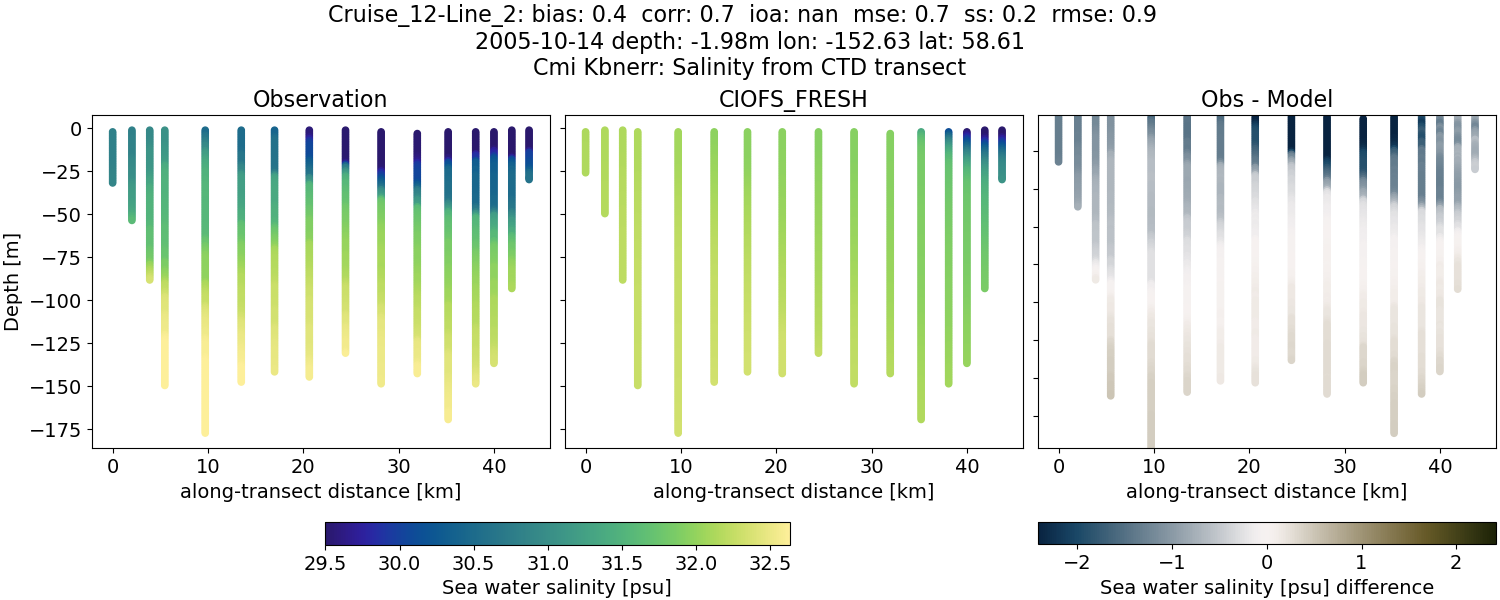 Cruise_12-Line_2: bias: 0.4  corr: 0.7  ioa: nan  mse: 0.7  ss: 0.2  rmse: 0.9
2005-10-14 depth: -1.98m lon: -152.63 lat: 58.61
Cmi Kbnerr: Salinity from CTD transect
Observation
CIOFS_FRESH
Obs - Model
Depth [m]
0
−25
−50
−75
−100
−125
−150
−175
0 10 20 30 40
0 10 20 30 40
0 10 20 30 40
along-transect distance [km]
along-transect distance [km]
along-transect distance [km]
29.5 30.0 30.5 31.0 31.5 32.0 32.5
Sea water salinity [psu]
−2 −1 0 1 2
Sea water salinity [psu] difference